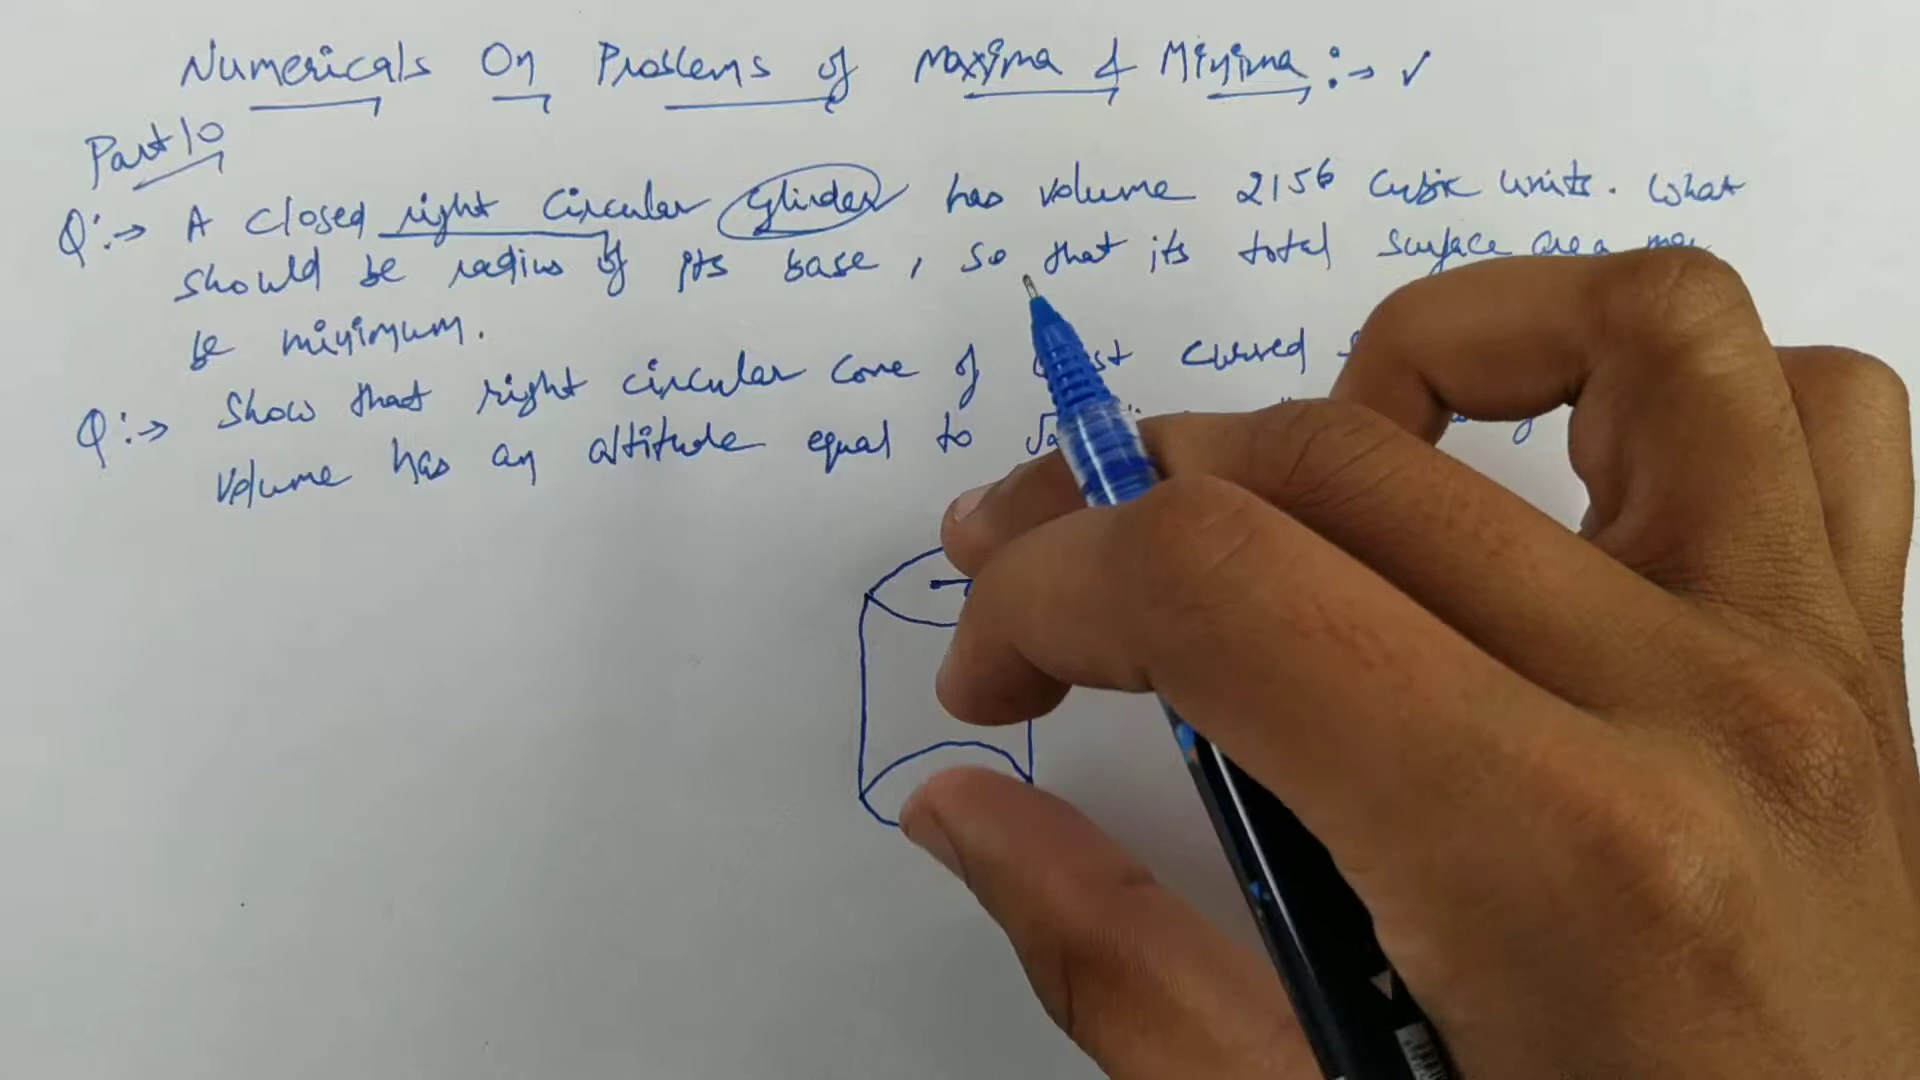 Numericals On Problems of Maxima & Minima :→ ✓
Part 10
Q:→ A closed right circular cylinder has volume 2156 cubic units. What
should be radius of its base, so that its total surface area may
be minimum.
Q:→ Show that right circular cone of curved
volume has an altitude equal to √